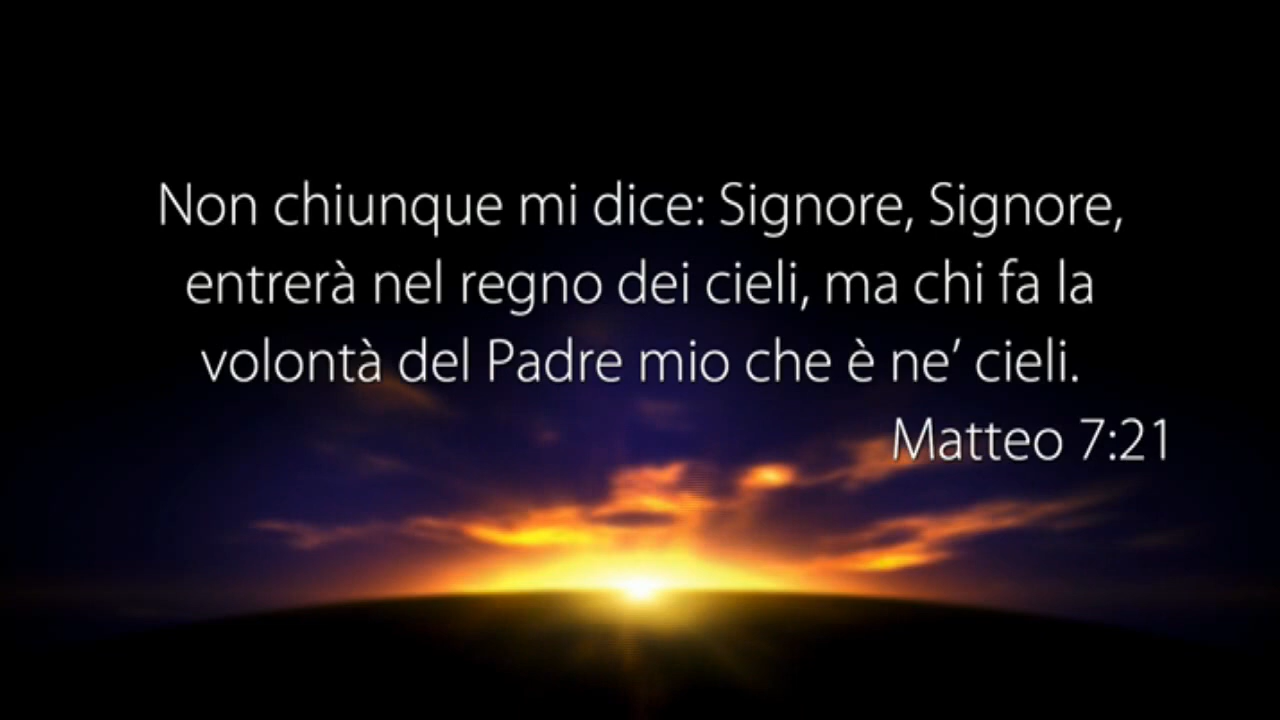 Non chiunque mi dice: Signore, Signore,
entrerà nel regno dei cieli, ma chi fa la
volontà del Padre mio che è ne’ cieli.
Matteo 7:21